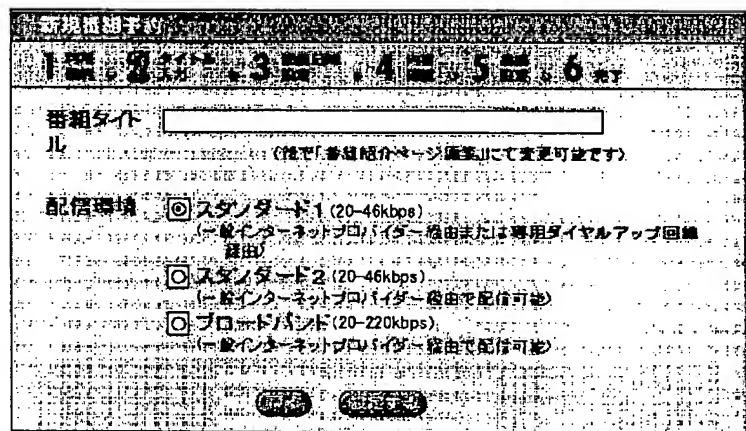 新規番組予約
1 2 タイトル入力 3 4 5 6 完了
番組タイトル
(後で「番組紹介ページ編集」にて変更可能です)
配信環境
スタンダード1 (20-46kbps)
(一般インターネットプロバイダー経由または専用ダイヤルアップ回線
経由)
スタンダード2 (20-46kbps)
(一般インターネットプロバイダー経由で配信可能)
ブロードバンド (20-220kbps)
(一般インターネットプロバイダー経由で配信可能)